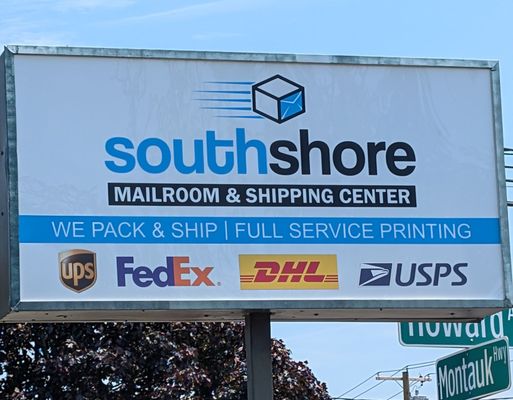 southshore
MAILROOM & SHIPPING CENTER
WE PACK & SHIP | FULL SERVICE PRINTING
ups FedEx DHL USPS
Howard
Montauk Hwy